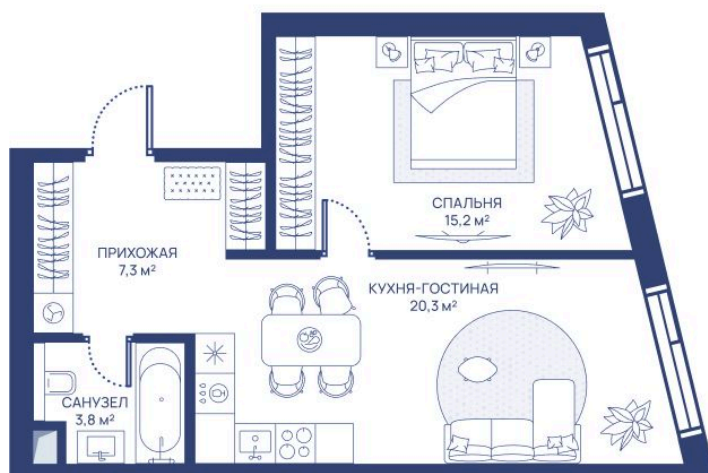 СПАЛЬНЯ
15,2 м²
ПРИХОЖАЯ
7,3 м²
КУХНЯ-ГОСТИНАЯ
20,3 м²
САНУЗЕЛ
3,8 м²